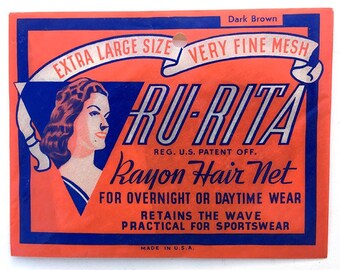 Dark Brown
EXTRA LARGE SIZE VERY FINE MESH
RU-RITA
REG. U.S. PATENT OFF.
Rayon Hair Net
FOR OVERNIGHT OR DAYTIME WEAR
RETAINS THE WAVE
PRACTICAL FOR SPORTSWEAR
MADE IN U.S.A.